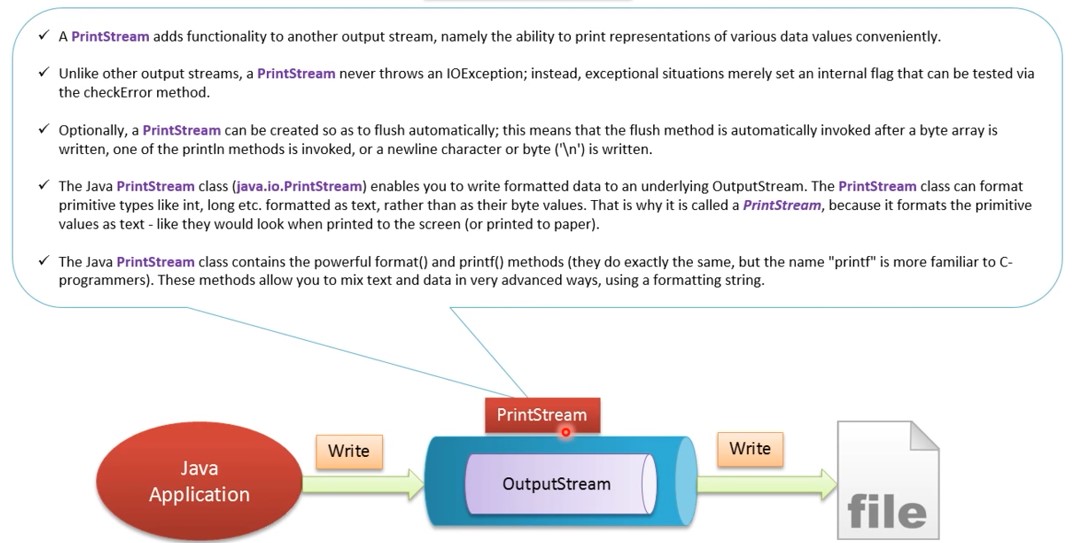 ✓ A PrintStream adds functionality to another output stream, namely the ability to print representations of various data values conveniently.
✓ Unlike other output streams, a PrintStream never throws an IOException; instead, exceptional situations merely set an internal flag that can be tested via
the checkError method.
✓ Optionally, a PrintStream can be created so as to flush automatically; this means that the flush method is automatically invoked after a byte array is
written, one of the println methods is invoked, or a newline character or byte ('\n') is written.
✓ The Java PrintStream class (java.io.PrintStream) enables you to write formatted data to an underlying OutputStream. The PrintStream class can format
primitive types like int, long etc. formatted as text, rather than as their byte values. That is why it is called a PrintStream, because it formats the primitive
values as text - like they would look when printed to the screen (or printed to paper).
✓ The Java PrintStream class contains the powerful format() and printf() methods (they do exactly the same, but the name "printf" is more familiar to C-
programmers). These methods allow you to mix text and data in very advanced ways, using a formatting string.
PrintStream
Java
Application
Write
OutputStream
Write
file